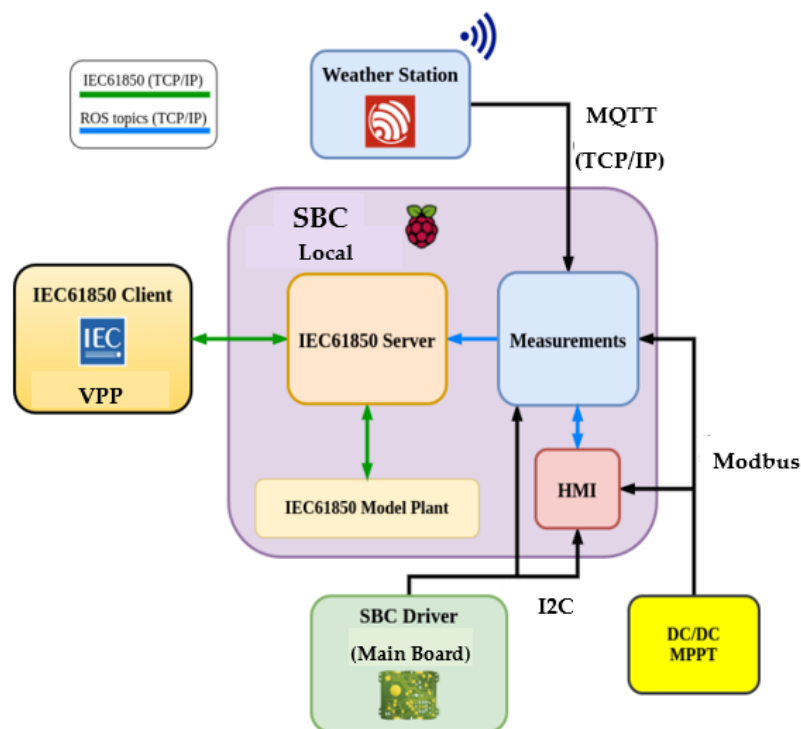 IEC61850 (TCP/IP)
ROS topics (TCP/IP)
Weather Station
MQTT
(TCP/IP)
SBC
Local
IEC61850 Client
IEC
VPP
IEC61850 Server
Measurements
Modbus
IEC61850 Model Plant
HMI
I2C
SBC Driver
(Main Board)
DC/DC
MPPT